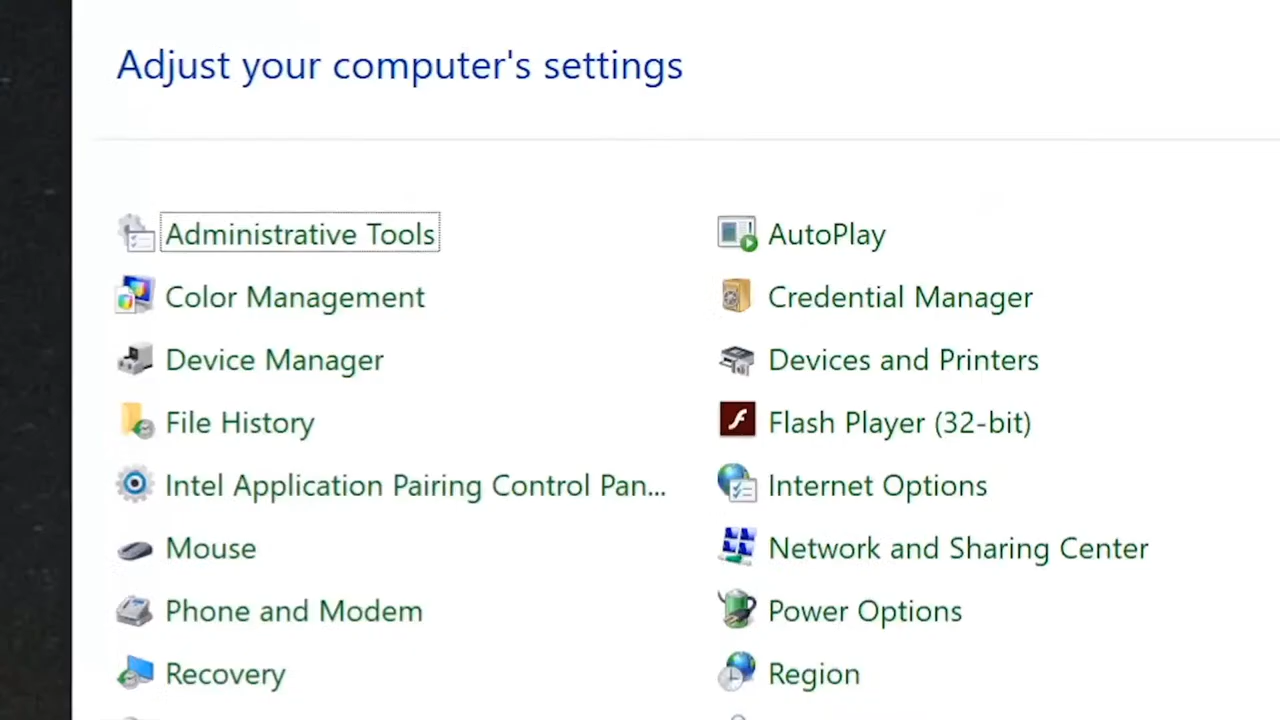 Adjust your computer's settings
Administrative Tools
AutoPlay
Color Management
Credential Manager
Device Manager
Devices and Printers
File History
Flash Player (32-bit)
Intel Application Pairing Control Pan...
Internet Options
Mouse
Network and Sharing Center
Phone and Modem
Power Options
Recovery
Region